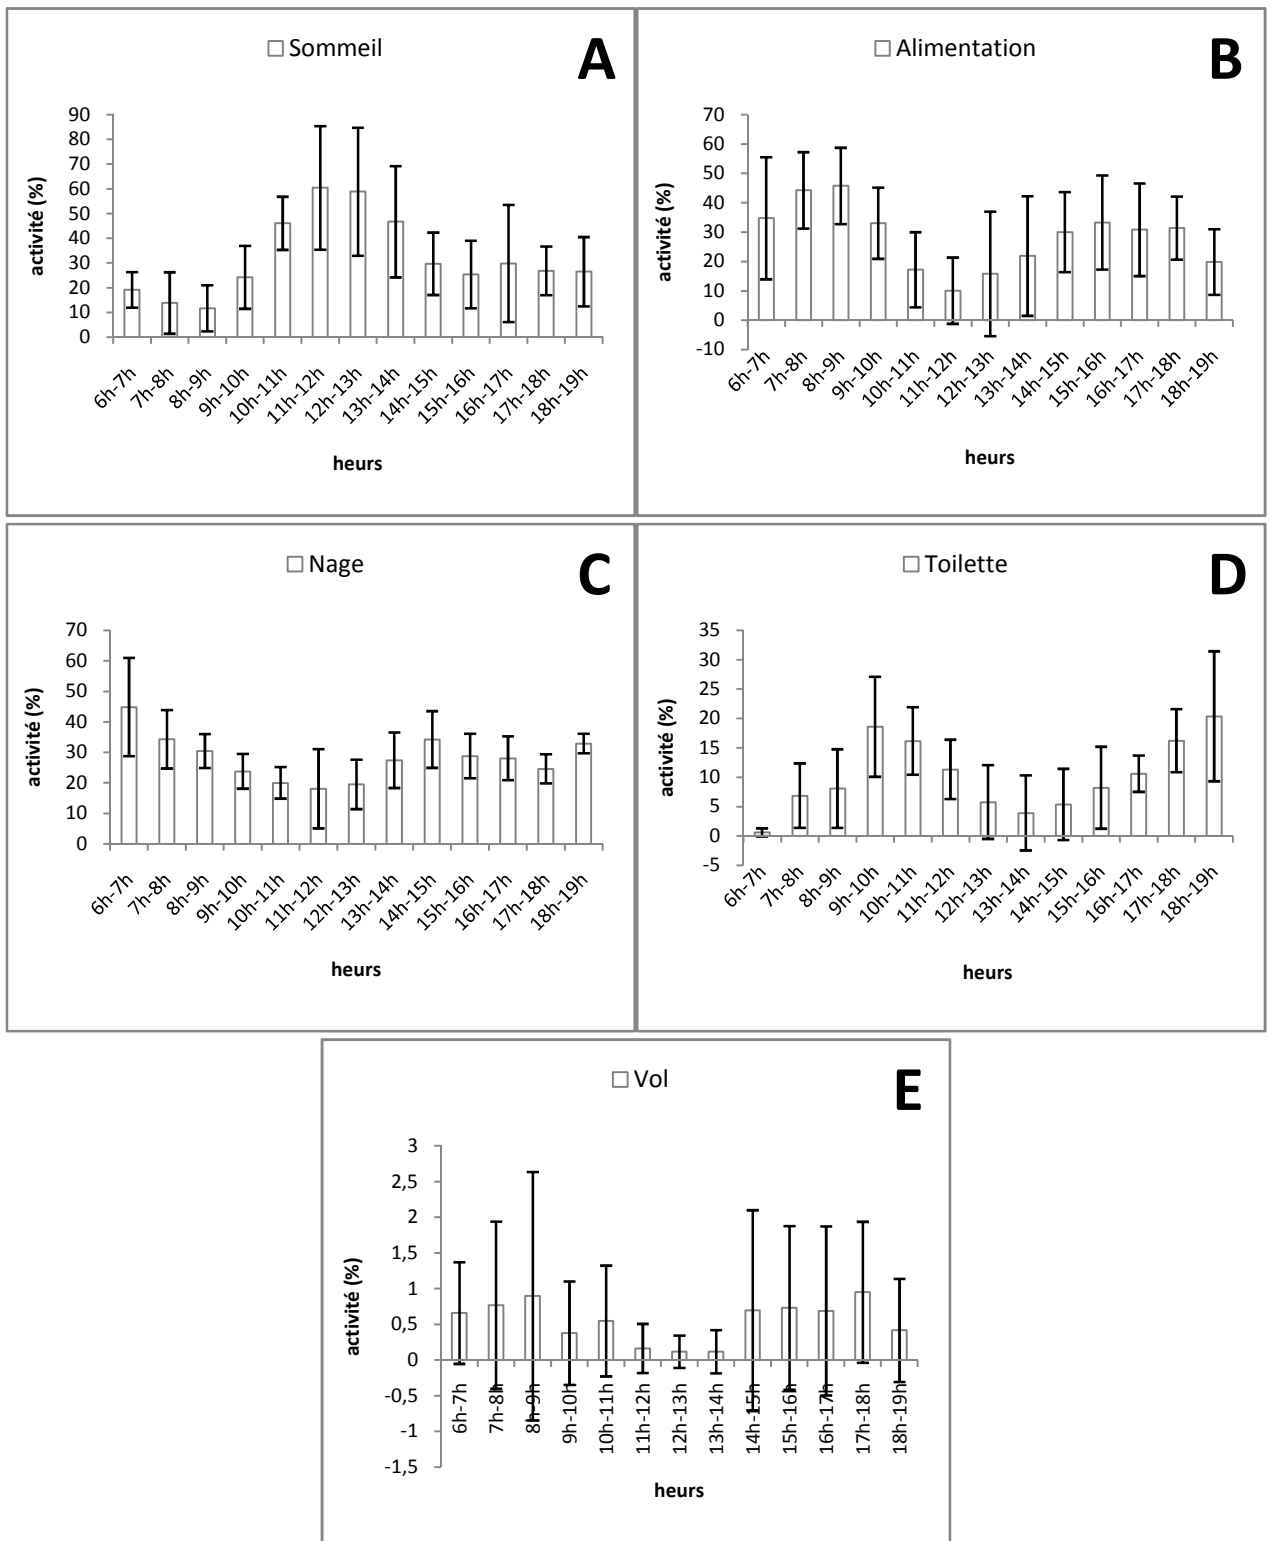 Sommeil
A
activité (%)
90
80
70
60
50
40
30
20
10
0
6h-7h
7h-8h
8h-9h
9h-10h
10h-11h
11h-12h
12h-13h
13h-14h
14h-15h
15h-16h
16h-17h
17h-18h
18h-19h
heurs
Alimentation
B
activité (%)
70
60
50
40
30
20
10
0
-10
6h-7h
7h-8h
8h-9h
9h-10h
10h-11h
11h-12h
12h-13h
13h-14h
14h-15h
15h-16h
16h-17h
17h-18h
18h-19h
heurs
Nage
C
activité (%)
70
60
50
40
30
20
10
0
6h-7h
7h-8h
8h-9h
9h-10h
10h-11h
11h-12h
12h-13h
13h-14h
14h-15h
15h-16h
16h-17h
17h-18h
18h-19h
heurs
Toilette
D
activité (%)
35
30
25
20
15
10
5
0
-5
6h-7h
7h-8h
8h-9h
9h-10h
10h-11h
11h-12h
12h-13h
13h-14h
14h-15h
15h-16h
16h-17h
17h-18h
18h-19h
heurs
Vol
E
activité (%)
3
2,5
2
1,5
1
0,5
0
-0,5
-1
-1,5
6h-7h
7h-8h
8h-9h
9h-10h
10h-11h
11h-12h
12h-13h
13h-14h
14h-15h
15h-16h
16h-17h
17h-18h
18h-19h
heurs